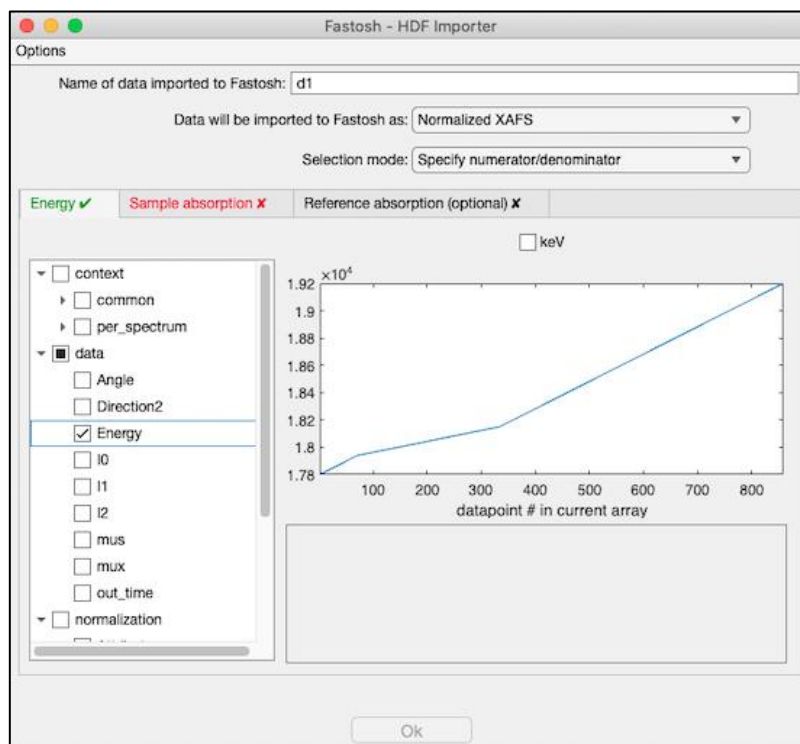 Fastosh - HDF Importer
Options
Name of data imported to Fastosh: d1
Data will be imported to Fastosh as: Normalized XAFS
Selection mode: Specify numerator/denominator
Energy ✔ Sample absorption ✘ Reference absorption (optional) ✘
keV
context
common
per_spectrum
data
Angle
Direction2
Energy
I0
I1
I2
mus
mux
out_time
normalization
×10⁴
1.92
1.9
1.88
1.86
1.84
1.82
1.8
1.78
100 200 300 400 500 600 700 800
datapoint # in current array
Ok